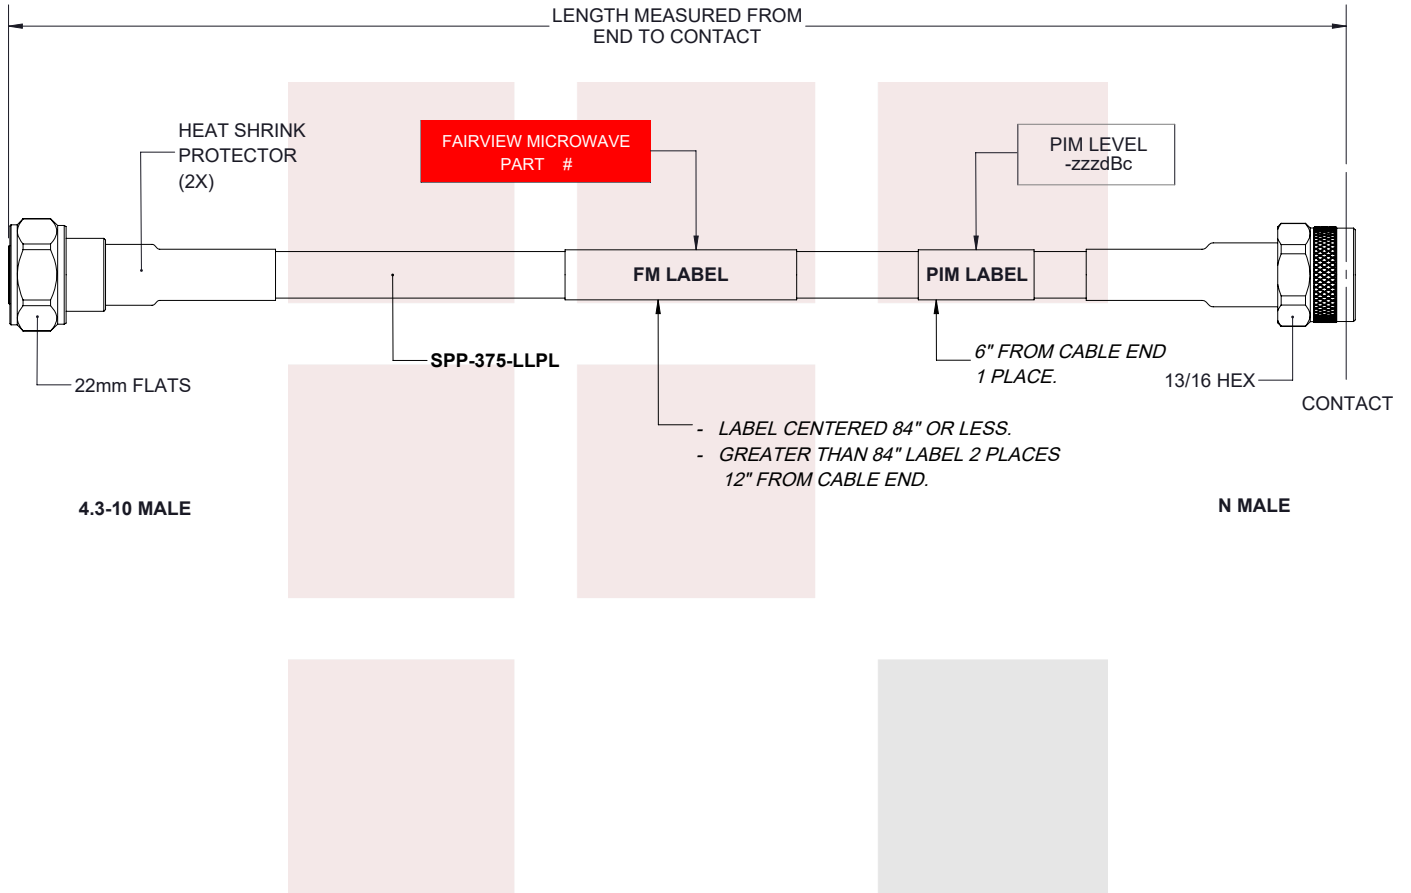 LENGTH MEASURED FROM
END TO CONTACT
HEAT SHRINK
PROTECTOR
(2X)
FAIRVIEW MICROWAVE
PART #
PIM LEVEL
-zzzdBc
FM LABEL
PIM LABEL
SPP-375-LLPL
6" FROM CABLE END
1 PLACE.
22mm FLATS
13/16 HEX
CONTACT
- LABEL CENTERED 84" OR LESS.
- GREATER THAN 84" LABEL 2 PLACES
12" FROM CABLE END.
4.3-10 MALE
N MALE